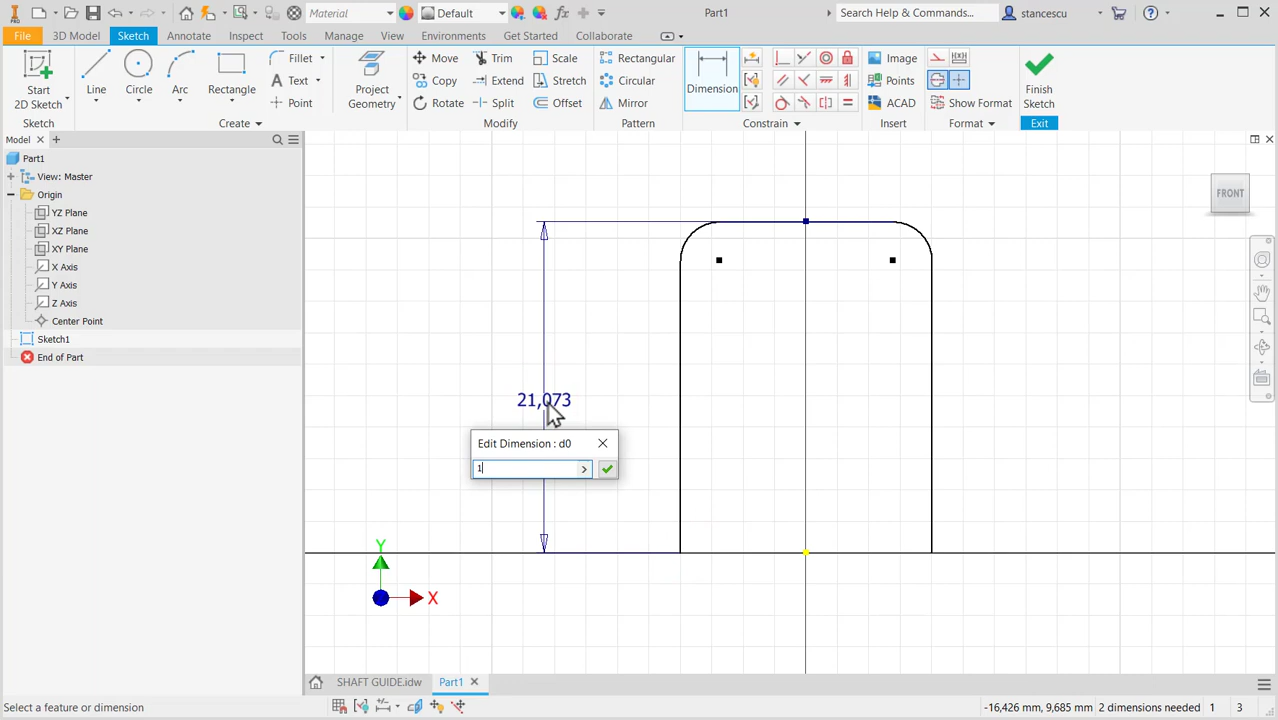 Material
Default
Part1
Search Help & Commands...
stancescu
File
3D Model
Sketch
Annotate
Inspect
Tools
Manage
View
Environments
Get Started
Collaborate
Start
2D Sketch
Line
Circle
Arc
Rectangle
Fillet
Text
Point
Project
Geometry
Move
Copy
Rotate
Trim
Extend
Split
Scale
Stretch
Offset
Rectangular
Circular
Mirror
Dimension
Image
Points
ACAD
Show Format
Finish
Sketch
Sketch
Create
Modify
Pattern
Constrain
Insert
Format
Exit
Model
Part1
View: Master
Origin
YZ Plane
XZ Plane
XY Plane
X Axis
Y Axis
Z Axis
Center Point
Sketch1
End of Part
FRONT
21,073
Edit Dimension : d0
1
Y
X
SHAFT GUIDE.idw
Part1
Select a feature or dimension
-16,426 mm, 9,685 mm
2 dimensions needed
1
3